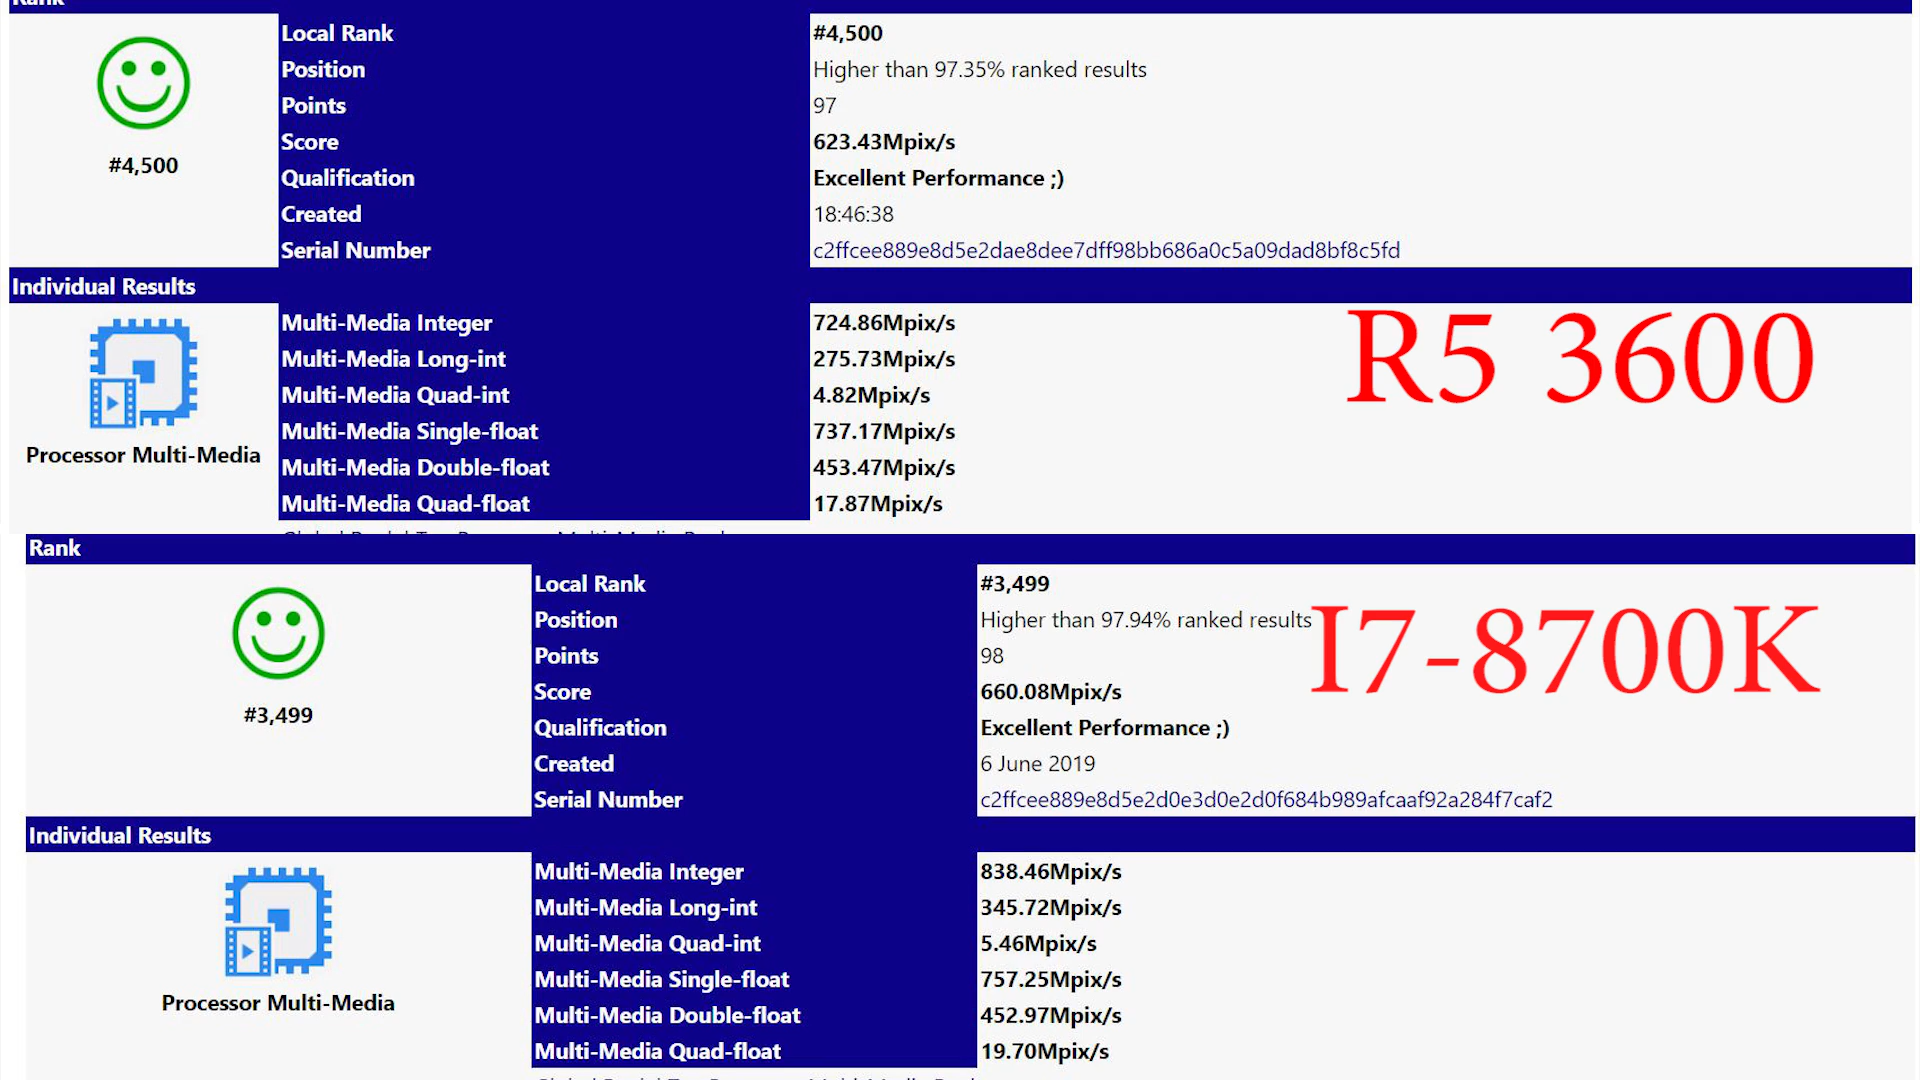 Rank
#4,500
Local Rank #4,500
Position Higher than 97.35% ranked results
Points 97
Score 623.43Mpix/s
Qualification Excellent Performance ;)
Created 18:46:38
Serial Number c2ffcee889e8d5e2dae8dee7dff98bb686a0c5a09dad8bf8c5fd
Individual Results
Processor Multi-Media
Multi-Media Integer 724.86Mpix/s
Multi-Media Long-int 275.73Mpix/s
Multi-Media Quad-int 4.82Mpix/s
Multi-Media Single-float 737.17Mpix/s
Multi-Media Double-float 453.47Mpix/s
Multi-Media Quad-float 17.87Mpix/s
R5 3600
Rank
#3,499
Local Rank #3,499
Position Higher than 97.94% ranked results
Points 98
Score 660.08Mpix/s
Qualification Excellent Performance ;)
Created 6 June 2019
Serial Number c2ffcee889e8d5e2d0e3d0e2d0f684b989afcaaf92a284f7caf2
I7-8700K
Individual Results
Processor Multi-Media
Multi-Media Integer 838.46Mpix/s
Multi-Media Long-int 345.72Mpix/s
Multi-Media Quad-int 5.46Mpix/s
Multi-Media Single-float 757.25Mpix/s
Multi-Media Double-float 452.97Mpix/s
Multi-Media Quad-float 19.70Mpix/s